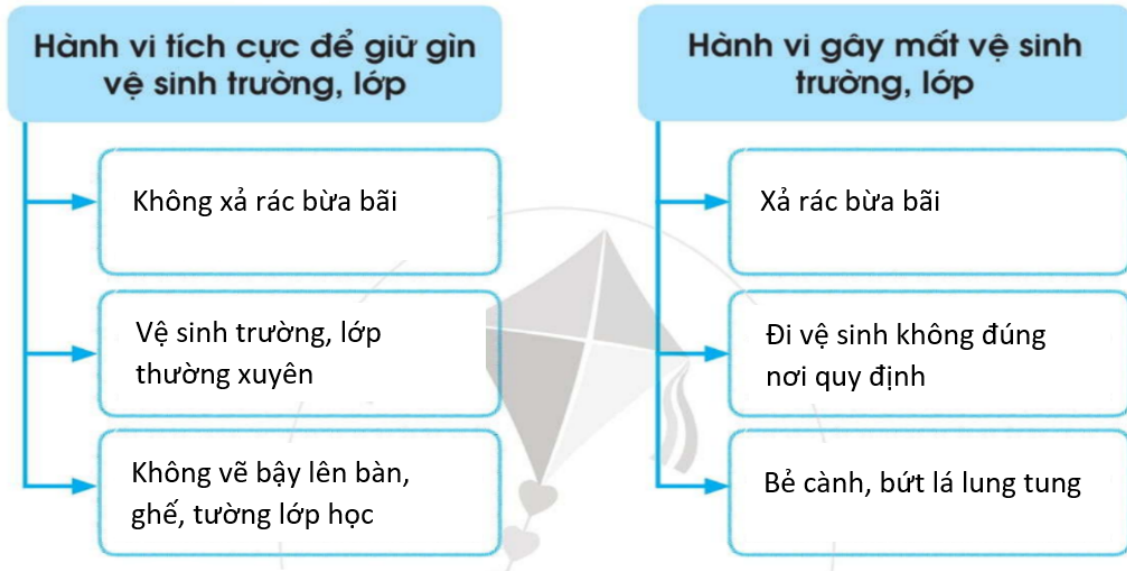 Hành vi tích cực để giữ gìn
vệ sinh trường, lớp
Không xả rác bừa bãi
Vệ sinh trường, lớp
thường xuyên
Không vẽ bậy lên bàn,
ghế, tường lớp học
Hành vi gây mất vệ sinh
trường, lớp
Xả rác bừa bãi
Đi vệ sinh không đúng
nơi quy định
Bẻ cành, bứt lá lung tung